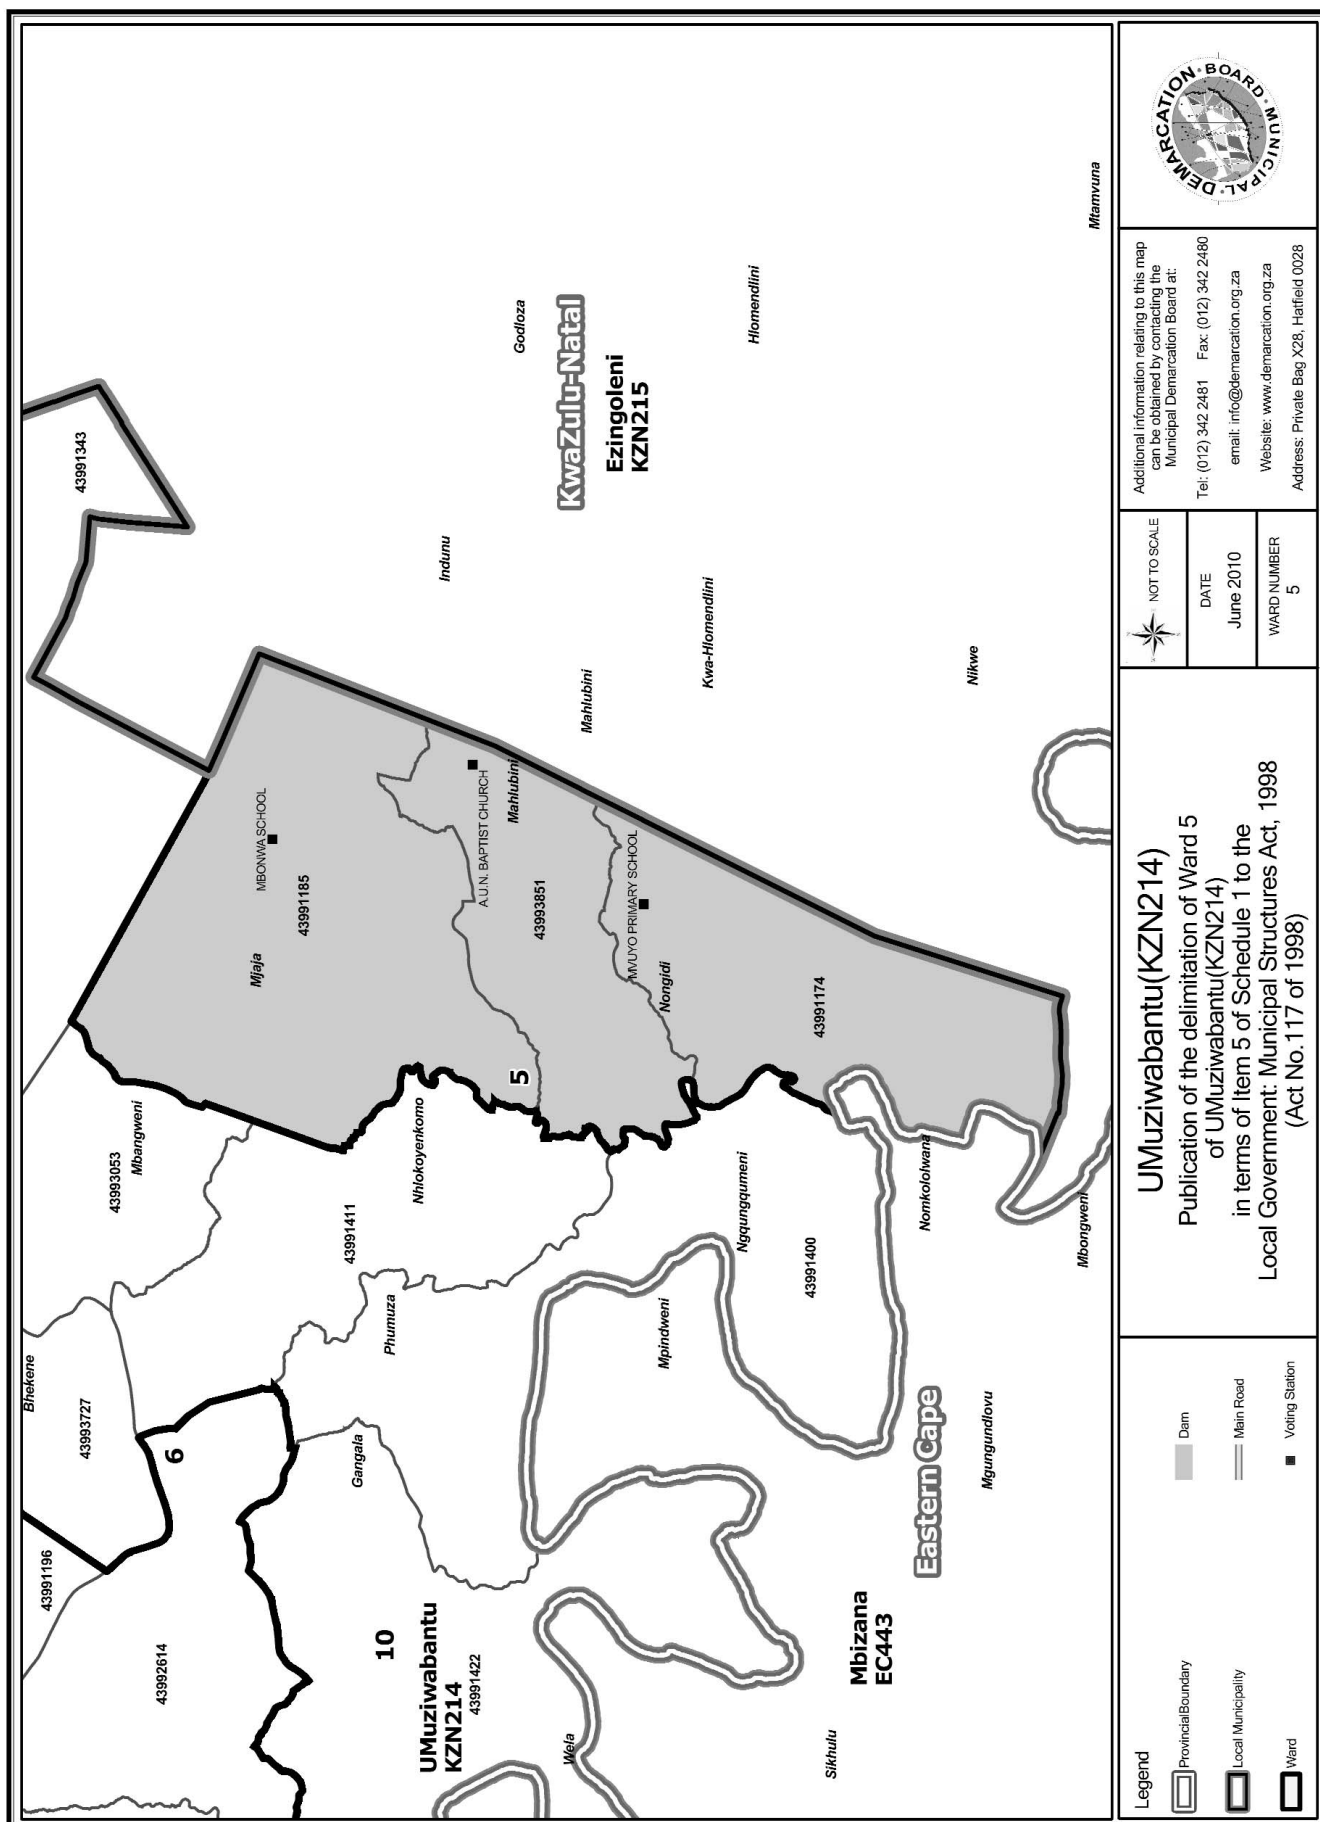 43991343
Godloza
KwaZulu-Natal
Ezingoleni
KZN215
Hlomendlini
Mtamvuna
Indunu
Mahlubini
Kwa-Hlomendlini
Nikwe
MBONWA SCHOOL
43991185
Mjaja
A.U.N. BAPTIST CHURCH
Mahlubini
43993851
MVUYO PRIMARY SCHOOL
Nongidi
43991174
5
Mbangweni
43993053
Nhlokoyenkomo
43991411
Ngqungqumeni
43991400
Nomkololwana
Mbongweni
Phumuza
Mpindweni
Bhekene
43993727
6
Gangala
Eastern Cape
Mgungundlovu
43991196
43992614
10
UMuziwabantu
KZN214
43991422
Mbizana
EC443
Wela
Sikhulu
Legend
ProvincialBoundary
Local Municipality
Ward
Dam
Main Road
Voting Station
UMuziwabantu(KZN214)
Publication of the delimitation of Ward 5
of UMuziwabantu(KZN214)
in terms of Item 5 of Schedule 1 to the
Local Government: Municipal Structures Act, 1998
(Act No.117 of 1998)
NOT TO SCALE
DATE
June 2010
WARD NUMBER
5
Additional information relating to this map
can be obtained by contacting the
Municipal Demarcation Board at:
Tel: (012) 342 2481 Fax: (012) 342 2480
email: info@demarcation.org.za
Website: www.demarcation.org.za
Address: Private Bag X28, Hatfield 0028
MUNICIPAL · DEMARCATION · BOARD ·